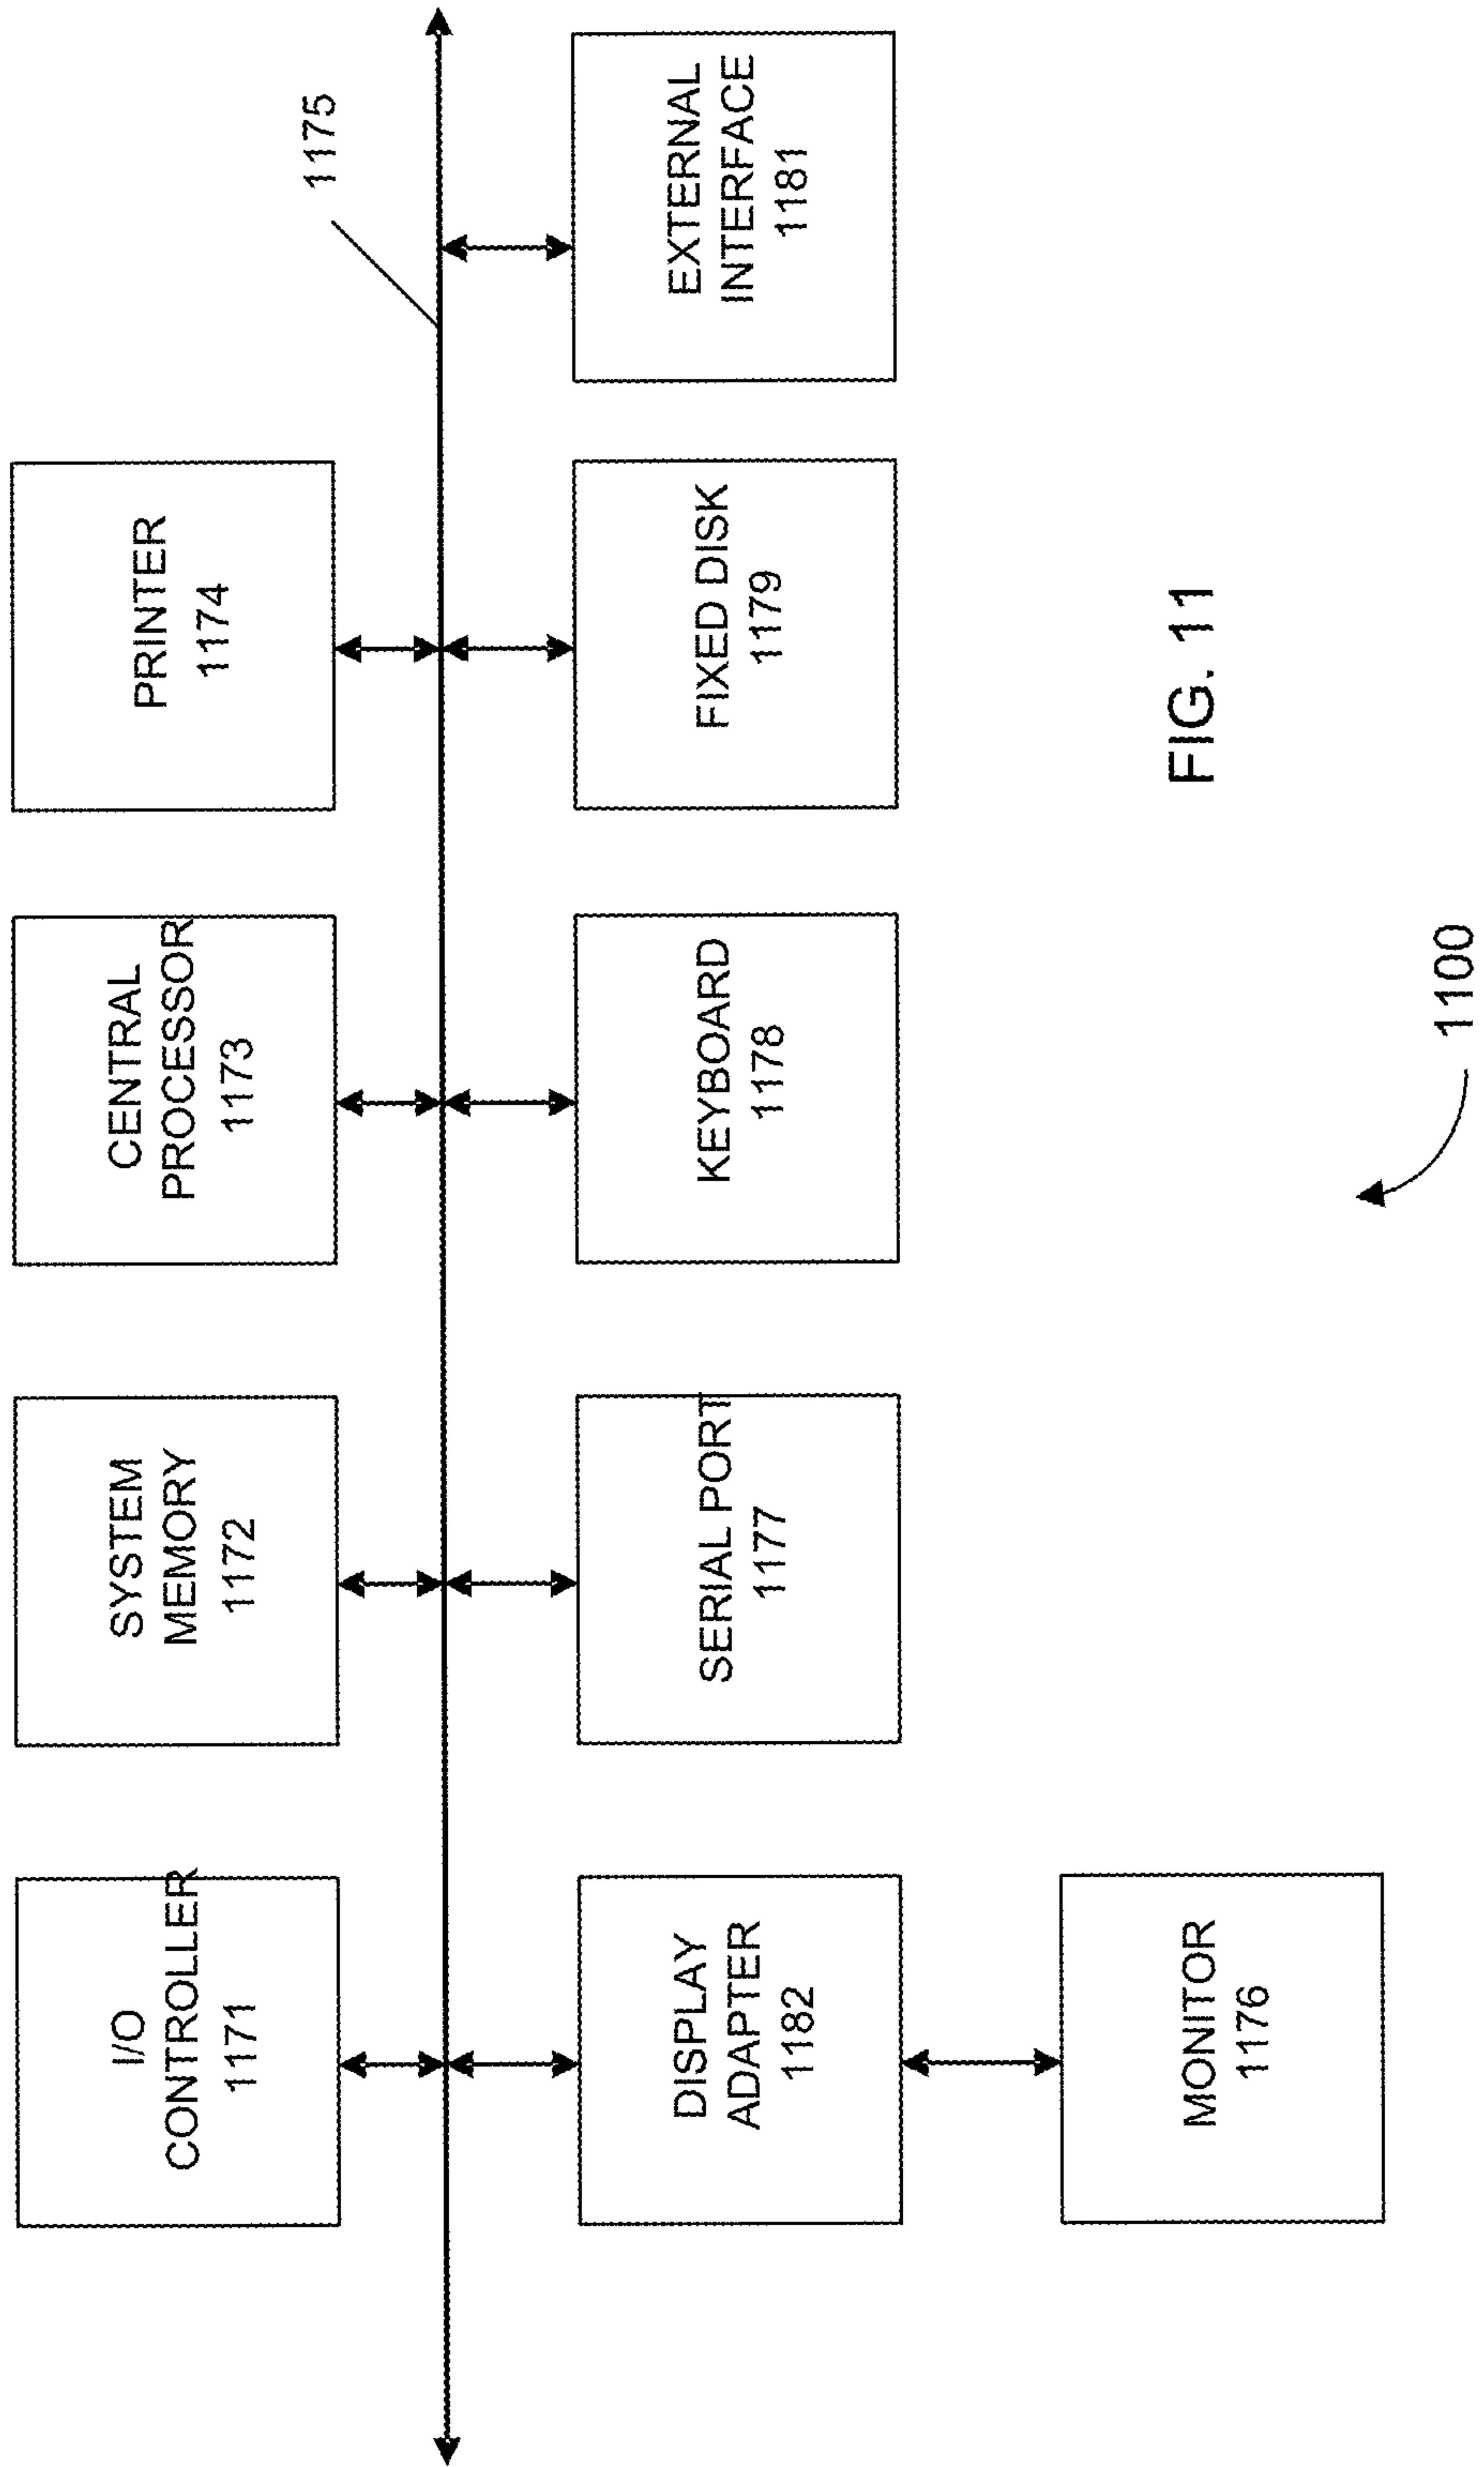 I/O
CONTROLLER
1171
SYSTEM
MEMORY
1172
CENTRAL
PROCESSOR
1173
PRINTER
1174
1175
DISPLAY
ADAPTER
1182
SERIAL PORT
1177
KEYBOARD
1178
FIXED DISK
1179
EXTERNAL
INTERFACE
1181
MONITOR
1176
FIG. 11
1100